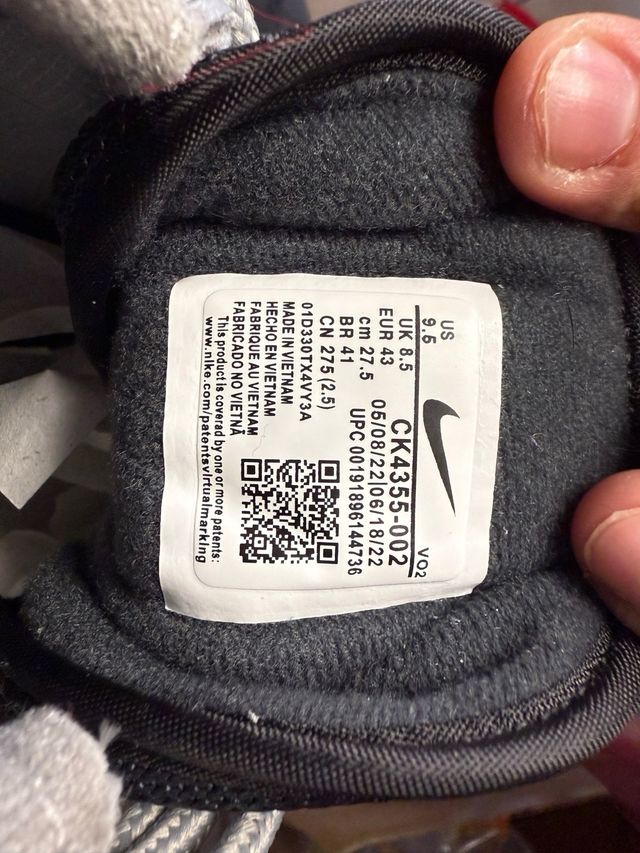 US
9.5
VO2
UK 8.5
CK4355-002
EUR 43
05/08/22|06/18/22
cm 27.5
UPC 00191896144736
BR 41
CN 275 (2.5)
01D330TX4VY3A
MADE IN VIETNAM
HECHO EN VIETNAM
FABRIQUE AU VIETNAM
FABRICADO NO VIETNÃ
This product is covered by one or more patents:
www.nike.com/patentsvirtualmarking